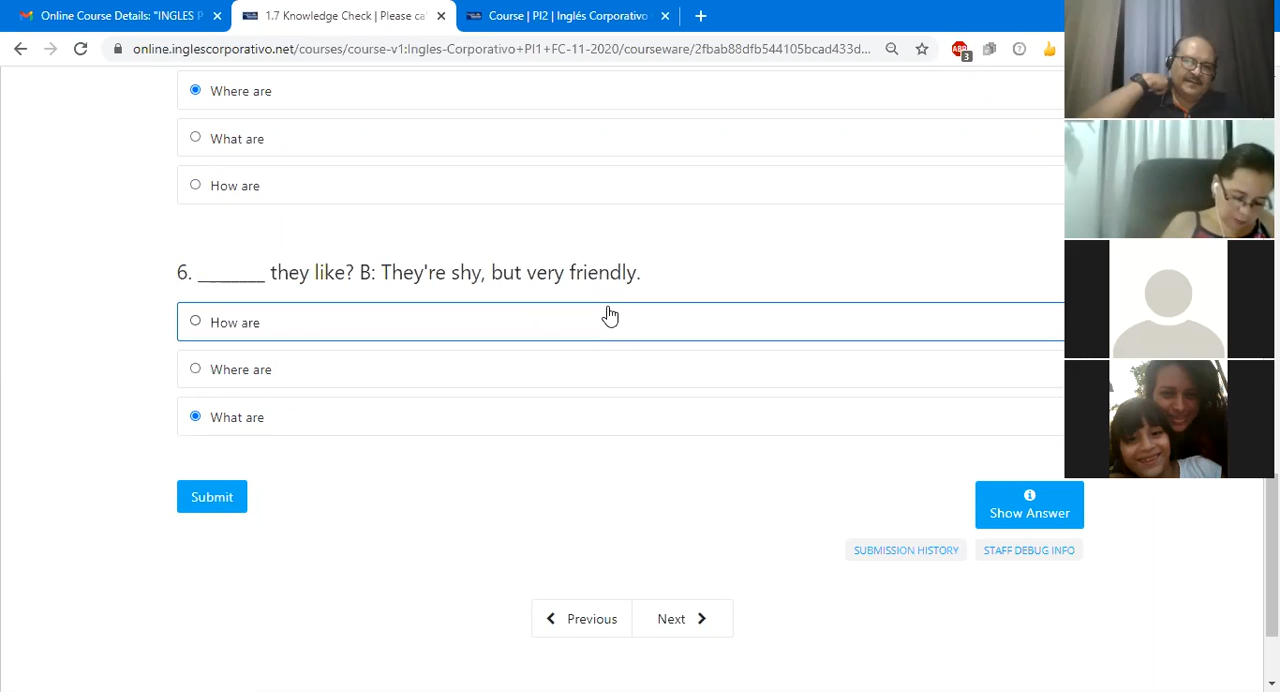 Online Course Details: "INGLES P
1.7 Knowledge Check | Please ca
Course | PI2 | Inglés Corporativo
online.inglescorporativo.net/courses/course-v1:Ingles-Corporativo+PI1+FC-11-2020/courseware/2fbab88dfb544105bcad433d...
ABP
3
Where are
What are
How are
6. _______ they like? B: They're shy, but very friendly.
How are
Where are
What are
Submit
Show Answer
SUBMISSION HISTORY
STAFF DEBUG INFO
Previous
Next